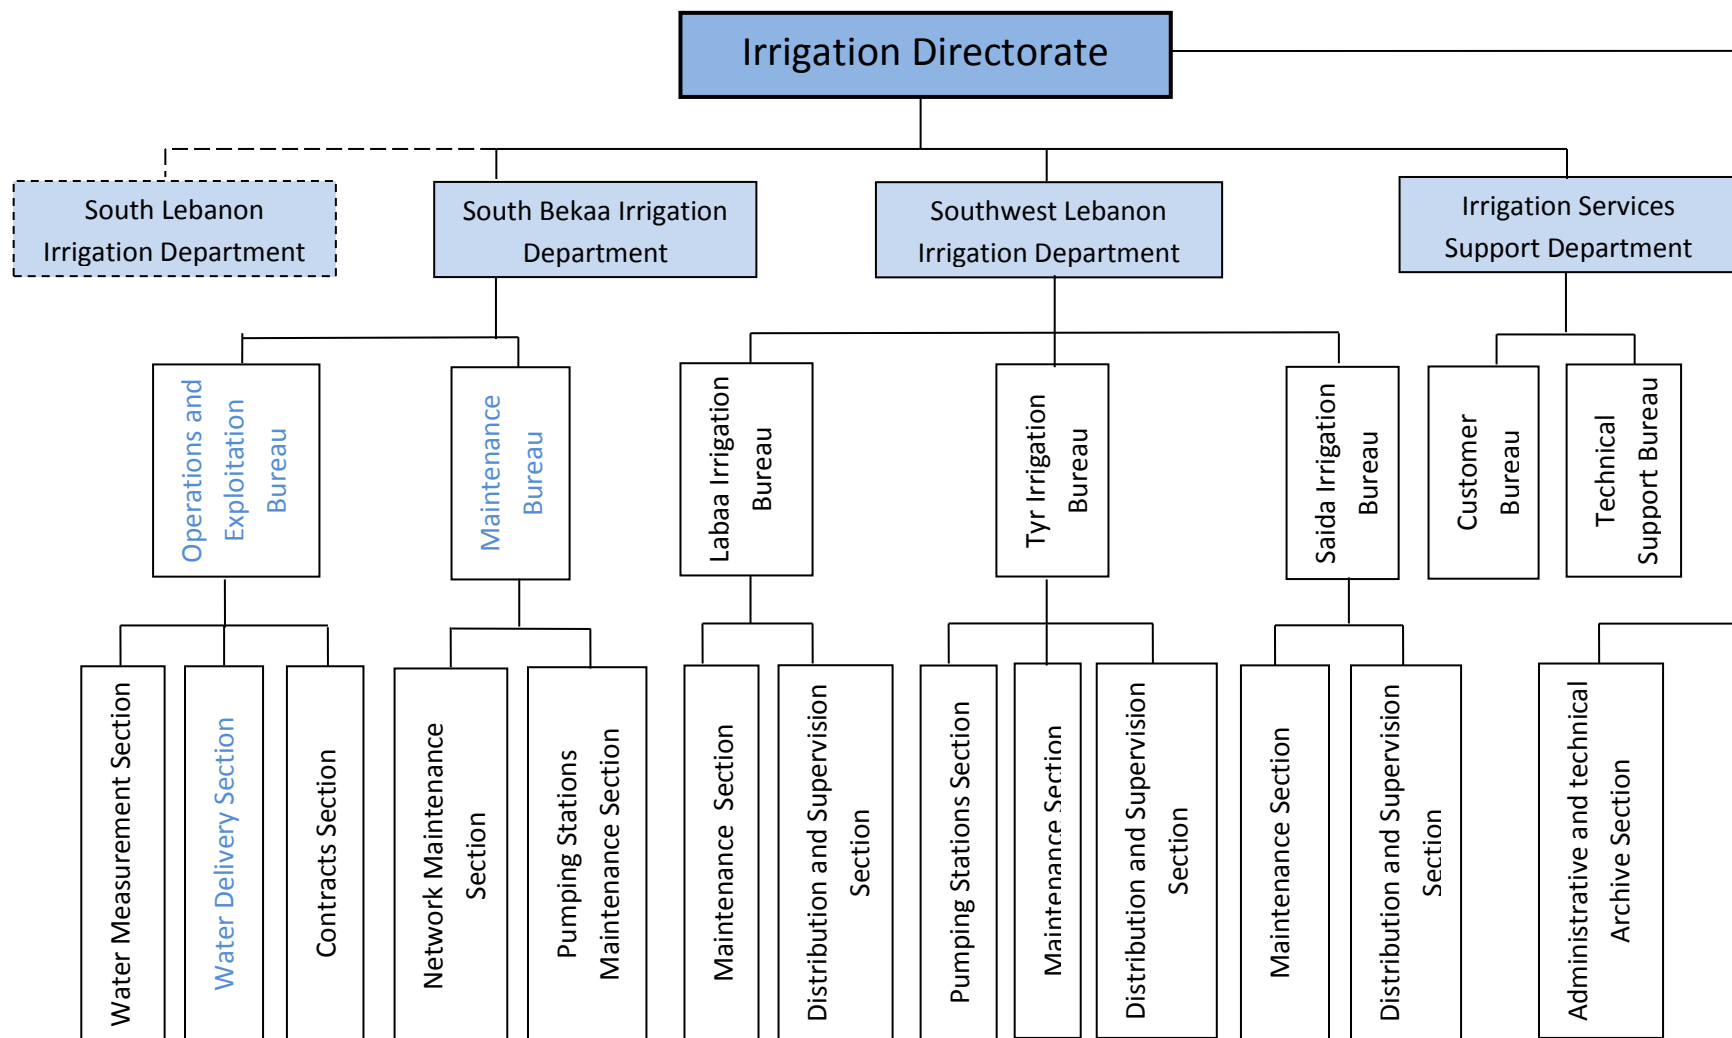 Irrigation Directorate
South Lebanon
Irrigation Department
South Bekaa Irrigation
Department
Southwest Lebanon
Irrigation Department
Irrigation Services
Support Department
Operations and
Exploitation
Bureau
Maintenance
Bureau
Labaa Irrigation
Bureau
Tyr Irrigation
Bureau
Saida Irrigation
Bureau
Customer
Bureau
Technical
Support Bureau
Water Measurement Section
Water Delivery Section
Contracts Section
Network Maintenance
Section
Pumping Stations
Maintenance Section
Maintenance Section
Distribution and Supervision
Section
Pumping Stations Section
Maintenance Section
Distribution and Supervision
Section
Maintenance Section
Distribution and Supervision
Section
Administrative and technical
Archive Section